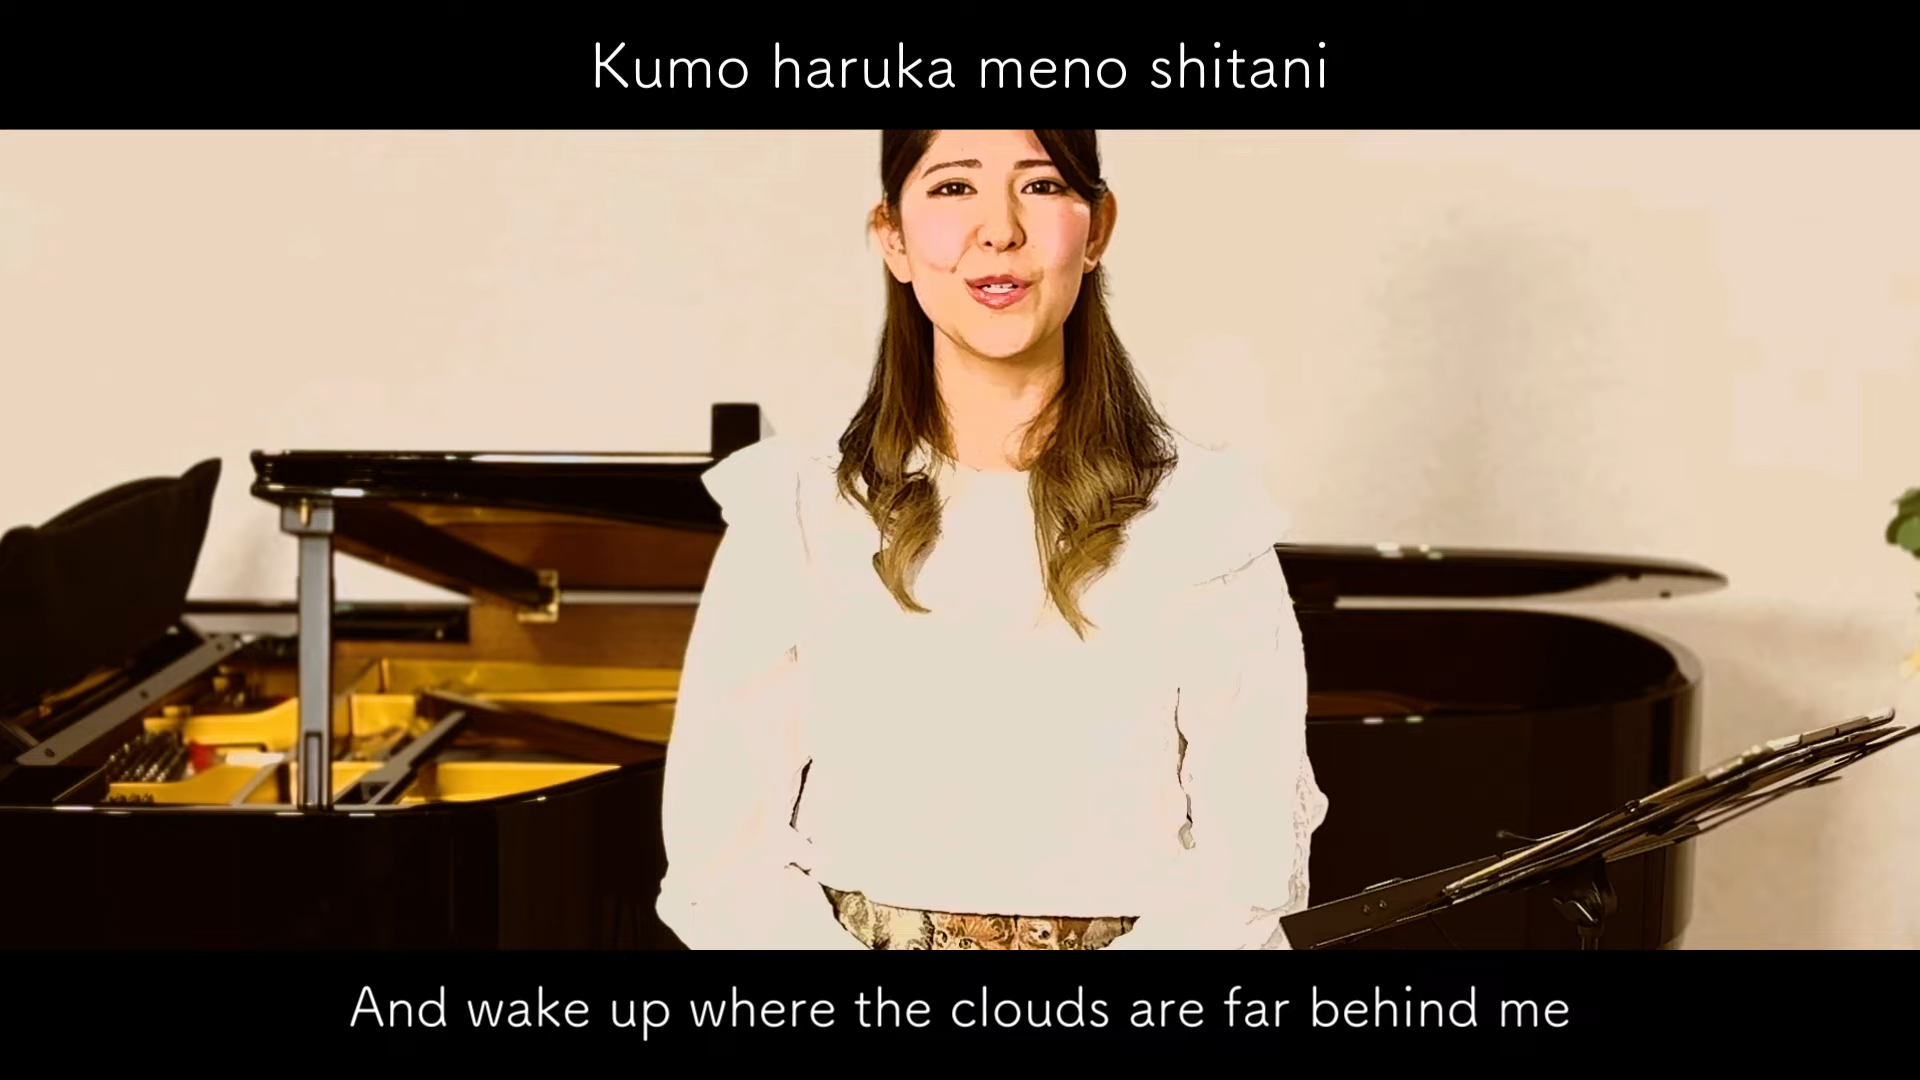 Kumo haruka meno shitani
And wake up where the clouds are far behind me